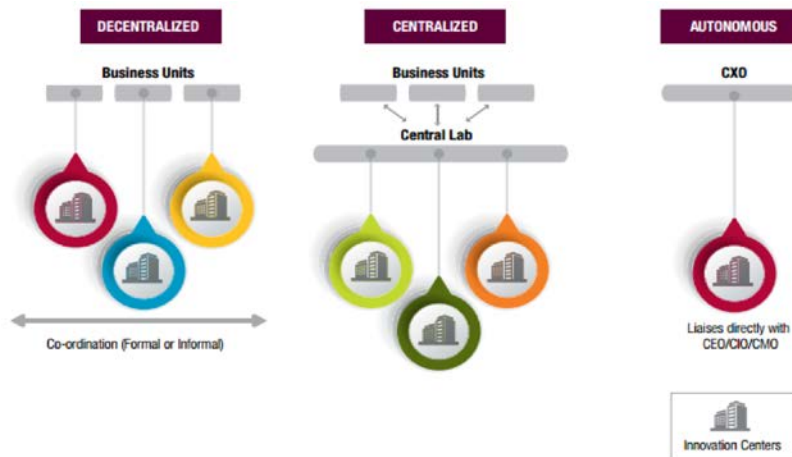 DECENTRALIZED
Business Units
Co-ordination (Formal or Informal)
CENTRALIZED
Business Units
Central Lab
AUTONOMOUS
CXO
Liaises directly with
CEO/CIO/CMO
Innovation Centers